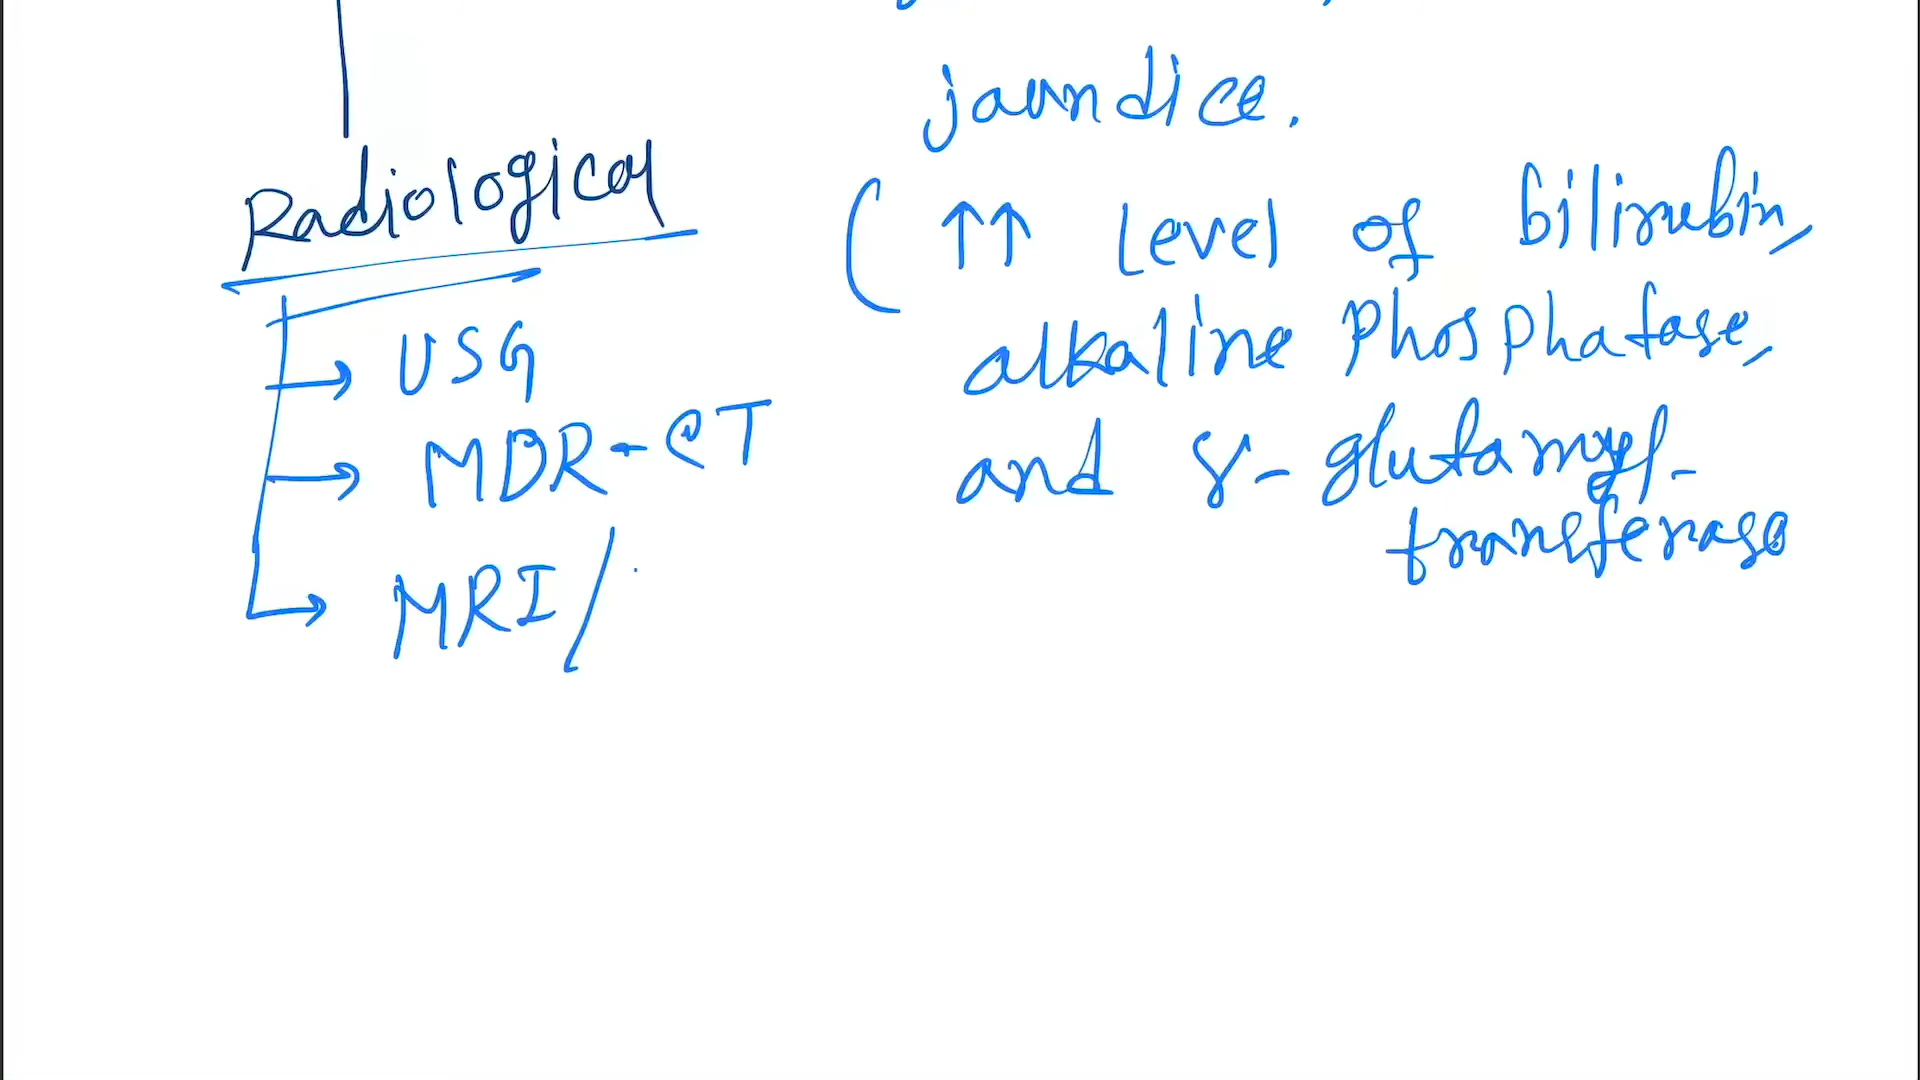 Radiological
USG
MDR-CT
MRI/
jaundice.
(↑↑ Level of bilirubin,
alkaline phosphatase,
and γ-glutamyl-
transferase